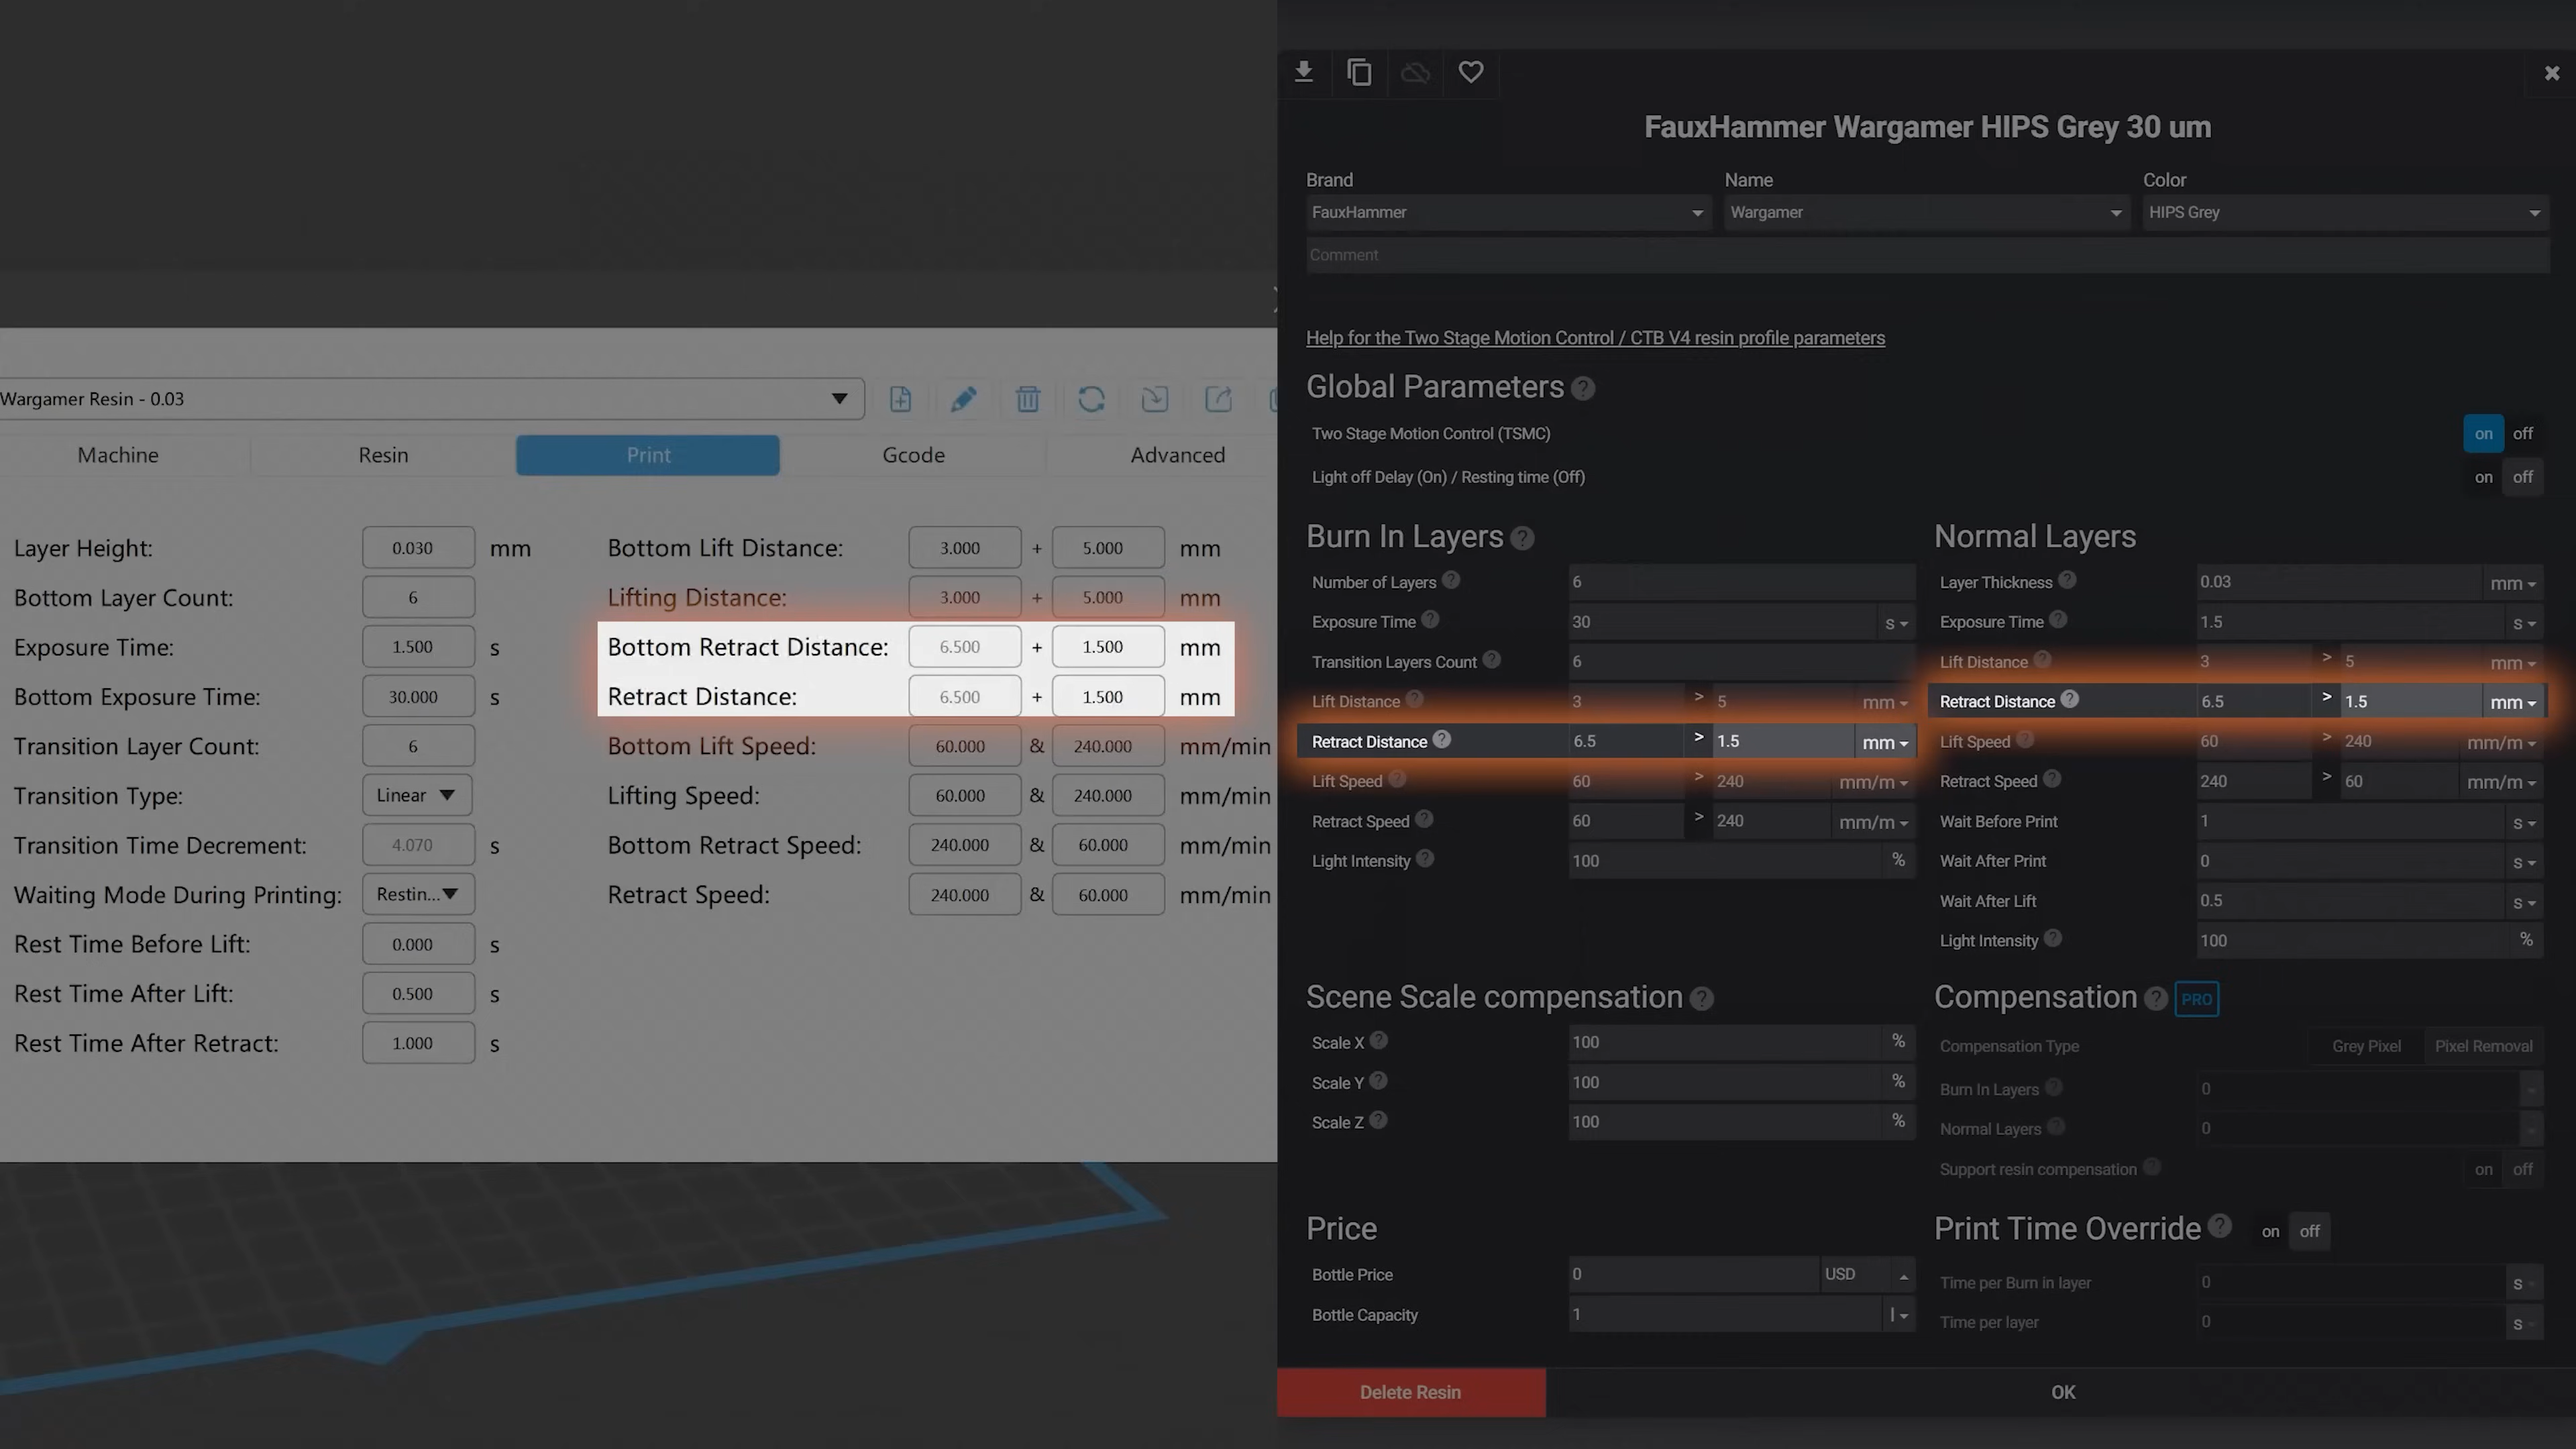 Wargamer Resin - 0.03
Machine
Resin
Print
Gcode
Advanced
Layer Height: 0.030 mm
Bottom Layer Count: 6
Exposure Time: 1.500 s
Bottom Exposure Time: 30.000 s
Transition Layer Count: 6
Transition Type: Linear
Transition Time Decrement: 4.070 s
Waiting Mode During Printing: Restin...
Rest Time Before Lift: 0.000 s
Rest Time After Lift: 0.500 s
Rest Time After Retract: 1.000 s
Bottom Lift Distance: 3.000 + 5.000 mm
Lifting Distance: 3.000 + 5.000 mm
Bottom Retract Distance: 6.500 + 1.500 mm
Retract Distance: 6.500 + 1.500 mm
Bottom Lift Speed: 60.000 & 240.000 mm/min
Lifting Speed: 60.000 & 240.000 mm/min
Bottom Retract Speed: 240.000 & 60.000 mm/min
Retract Speed: 240.000 & 60.000 mm/min
FauxHammer Wargamer HIPS Grey 30 um
Brand
Name
Color
FauxHammer
Wargamer
HIPS Grey
Comment
Help for the Two Stage Motion Control / CTB V4 resin profile parameters
Global Parameters ?
Two Stage Motion Control (TSMC) on off
Light off Delay (On) / Resting time (Off) on off
Burn In Layers ?
Number of Layers ? 6
Exposure Time ? 30 s
Transition Layers Count ? 6
Lift Distance ? 3 > 5 mm
Retract Distance ? 6.5 > 1.5 mm
Lift Speed ? 60 > 240 mm/m
Retract Speed ? 60 > 240 mm/m
Light Intensity ? 100 %
Normal Layers
Layer Thickness ? 0.03 mm
Exposure Time ? 1.5 s
Lift Distance ? 3 > 5 mm
Retract Distance ? 6.5 > 1.5 mm
Lift Speed ? 60 > 240 mm/m
Retract Speed ? 240 > 60 mm/m
Wait Before Print 1 s
Wait After Print 0 s
Wait After Lift 0.5 s
Light Intensity ? 100 %
Scene Scale compensation ?
Scale X ? 100 %
Scale Y ? 100 %
Scale Z ? 100 %
Compensation ? PRO
Compensation Type Grey Pixel Pixel Removal
Burn In Layers ? 0
Normal Layers ? 0
Support resin compensation ? on off
Price
Bottle Price 0 USD
Bottle Capacity 1 l
Print Time Override ? on off
Time per Burn in layer 0 s
Time per layer 0 s
Delete Resin
OK